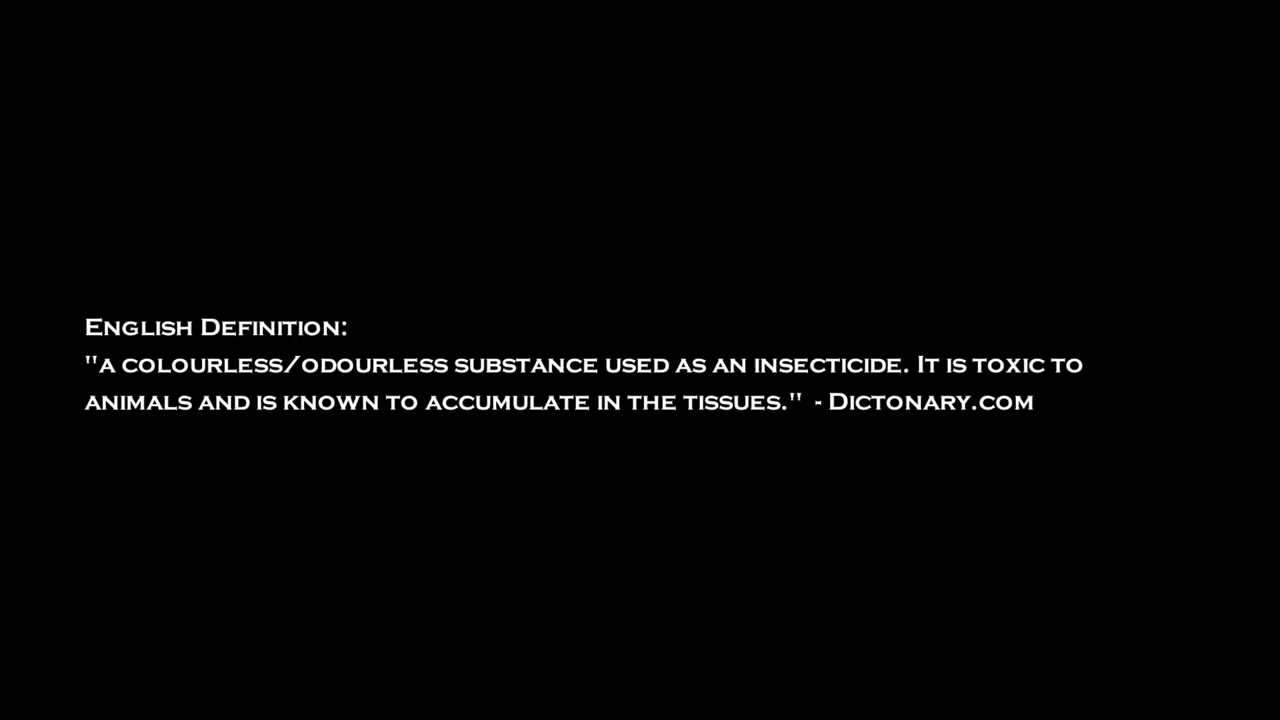 English Definition:
"a colourless/odourless substance used as an insecticide. It is toxic to
animals and is known to accumulate in the tissues." - Dictonary.com